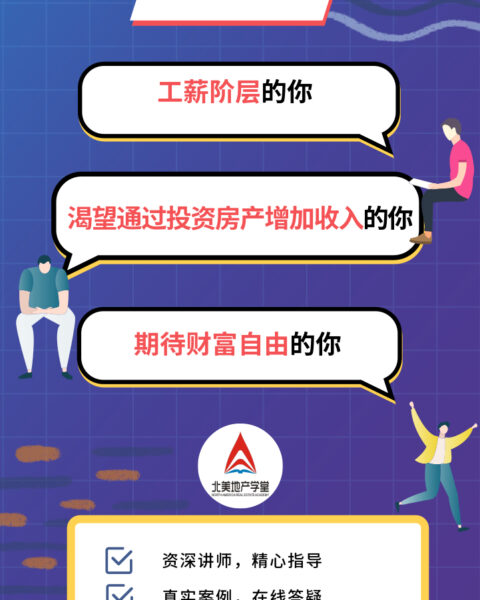 工薪阶层的你
渴望通过投资房产增加收入的你
期待财富自由的你
北美地产学堂
NORTH AMERICA REAL ESTATE ACADEMY
资深讲师，精心指导
真实案例，在线答疑